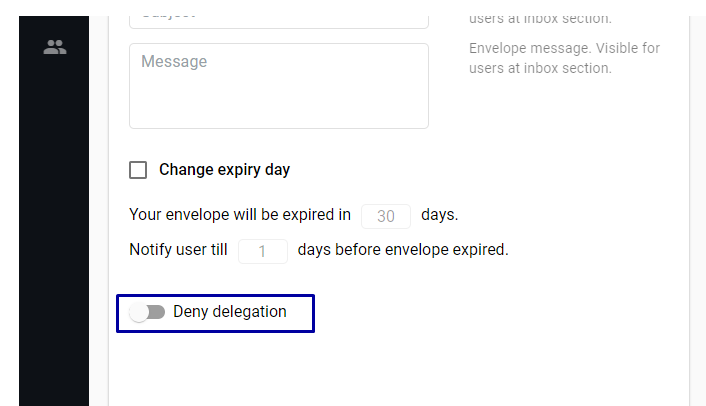 Subject
users at inbox section.
Message
Envelope message. Visible for
users at inbox section.
Change expiry day
Your envelope will be expired in 30 days.
Notify user till 1 days before envelope expired.
Deny delegation